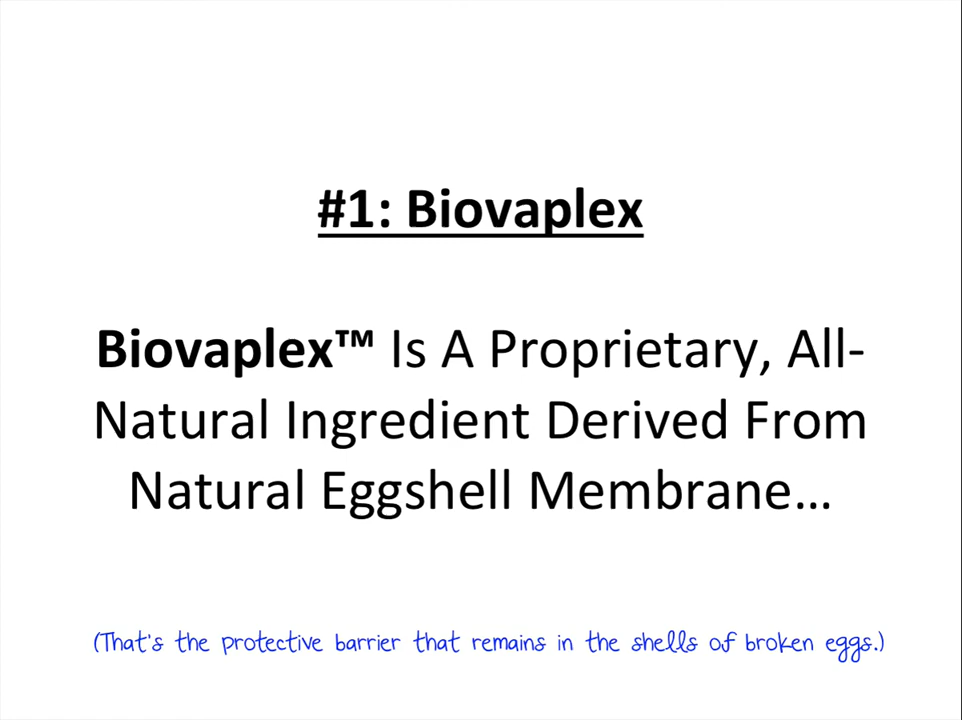 #1: Biovaplex
Biovaplex™ Is A Proprietary, All-
Natural Ingredient Derived From
Natural Eggshell Membrane…
(That's the protective barrier that remains in the shells of broken eggs.)